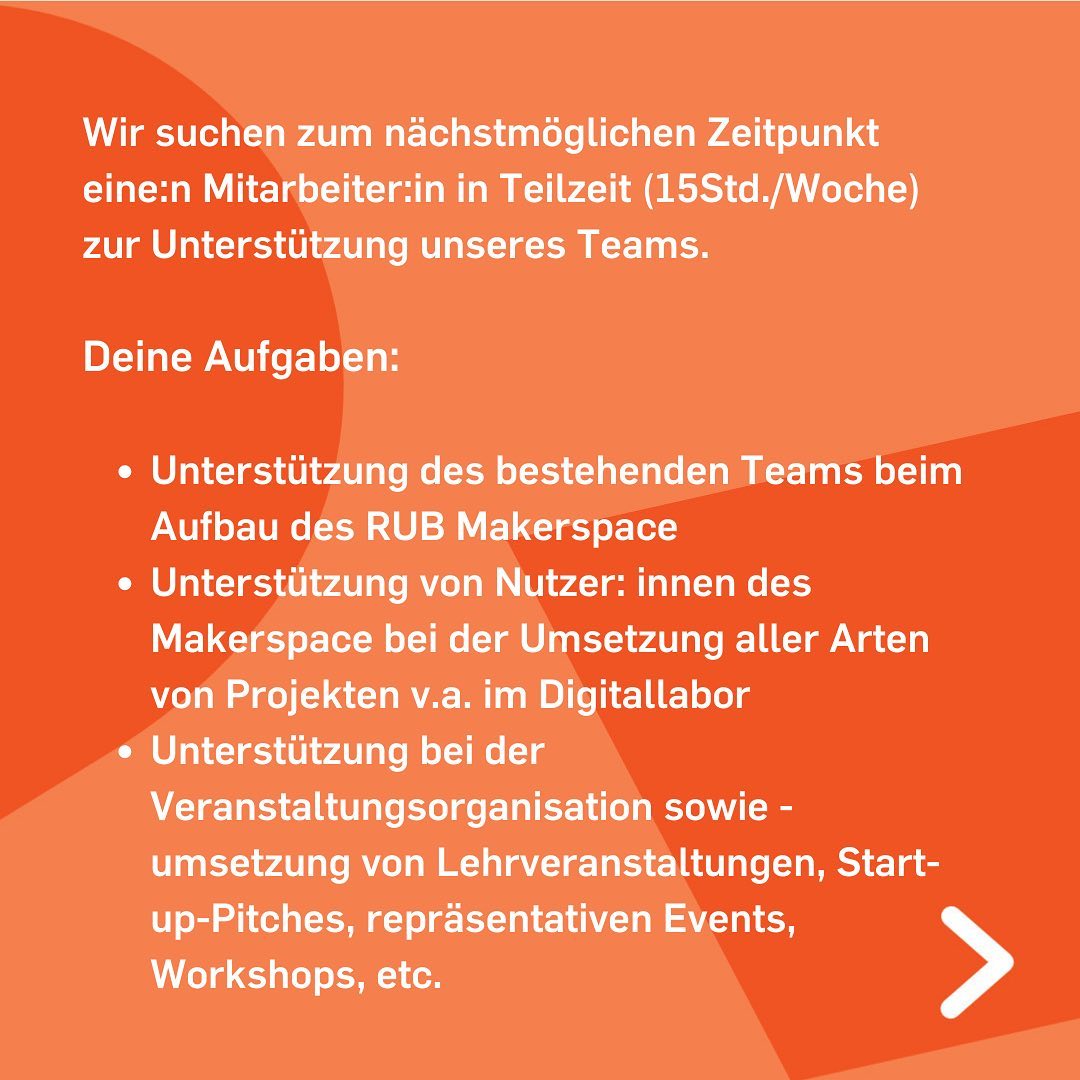 Wir suchen zum nächstmöglichen Zeitpunkt
eine:n Mitarbeiter:in in Teilzeit (15Std./Woche)
zur Unterstützung unseres Teams.
Deine Aufgaben:
• Unterstützung des bestehenden Teams beim
Aufbau des RUB Makerspace
• Unterstützung von Nutzer: innen des
Makerspace bei der Umsetzung aller Arten
von Projekten v.a. im Digitallabor
• Unterstützung bei der
Veranstaltungsorganisation sowie -
umsetzung von Lehrveranstaltungen, Start-
up-Pitches, repräsentativen Events,
Workshops, etc.